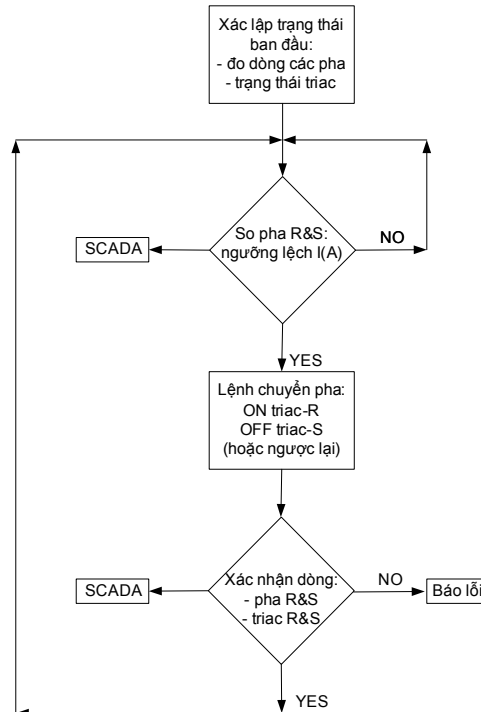 Xác lập trạng thái
ban đầu:
- đo dòng các pha
- trạng thái triac
So pha R&S:
ngưỡng lệch I(A)
SCADA
NO
YES
Lệnh chuyển pha:
ON triac-R
OFF triac-S
(hoặc ngược lại)
Xác nhận dòng:
- pha R&S
- triac R&S
SCADA
NO
Báo lỗi
YES